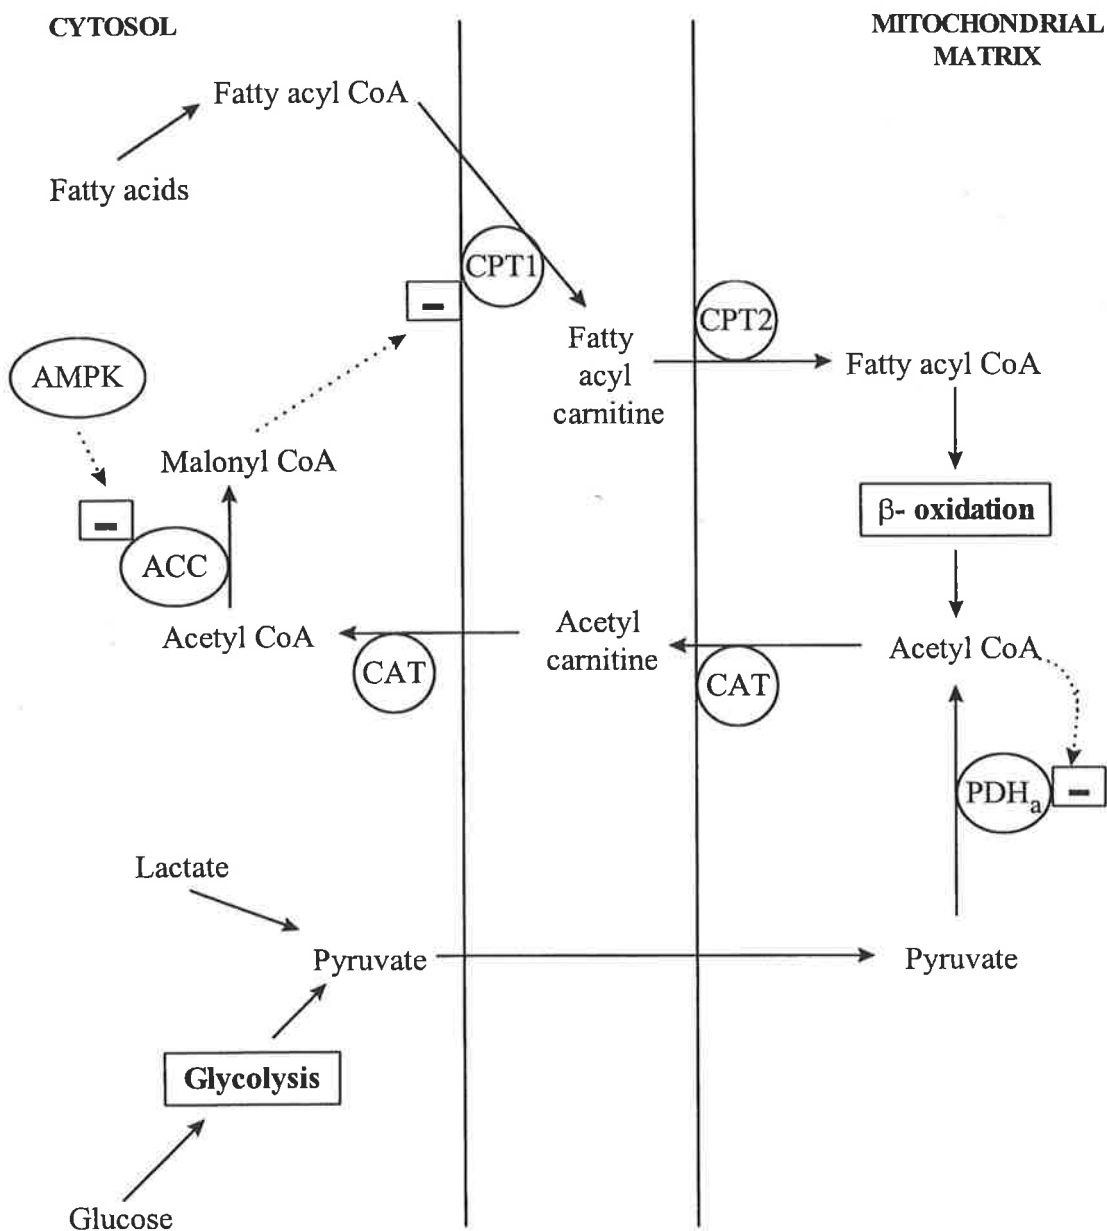 CYTOSOL
MITOCHONDRIAL
MATRIX
Fatty acyl CoA
Fatty acids
CPT1
–
CPT2
Fatty
acyl
carnitine
Fatty acyl CoA
AMPK
Malonyl CoA
–
ACC
β- oxidation
Acetyl CoA
CAT
Acetyl
carnitine
CAT
Acetyl CoA
PDHa
–
Lactate
Pyruvate
Pyruvate
Glycolysis
Glucose